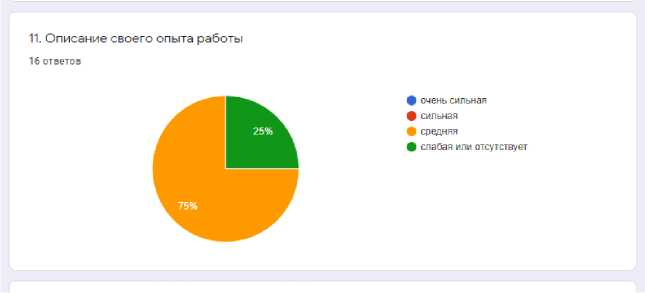 11. Описание своего опыта работы
16 ответов
очень сильная
сильная
средняя
слабая или отсутствует
25%
75%